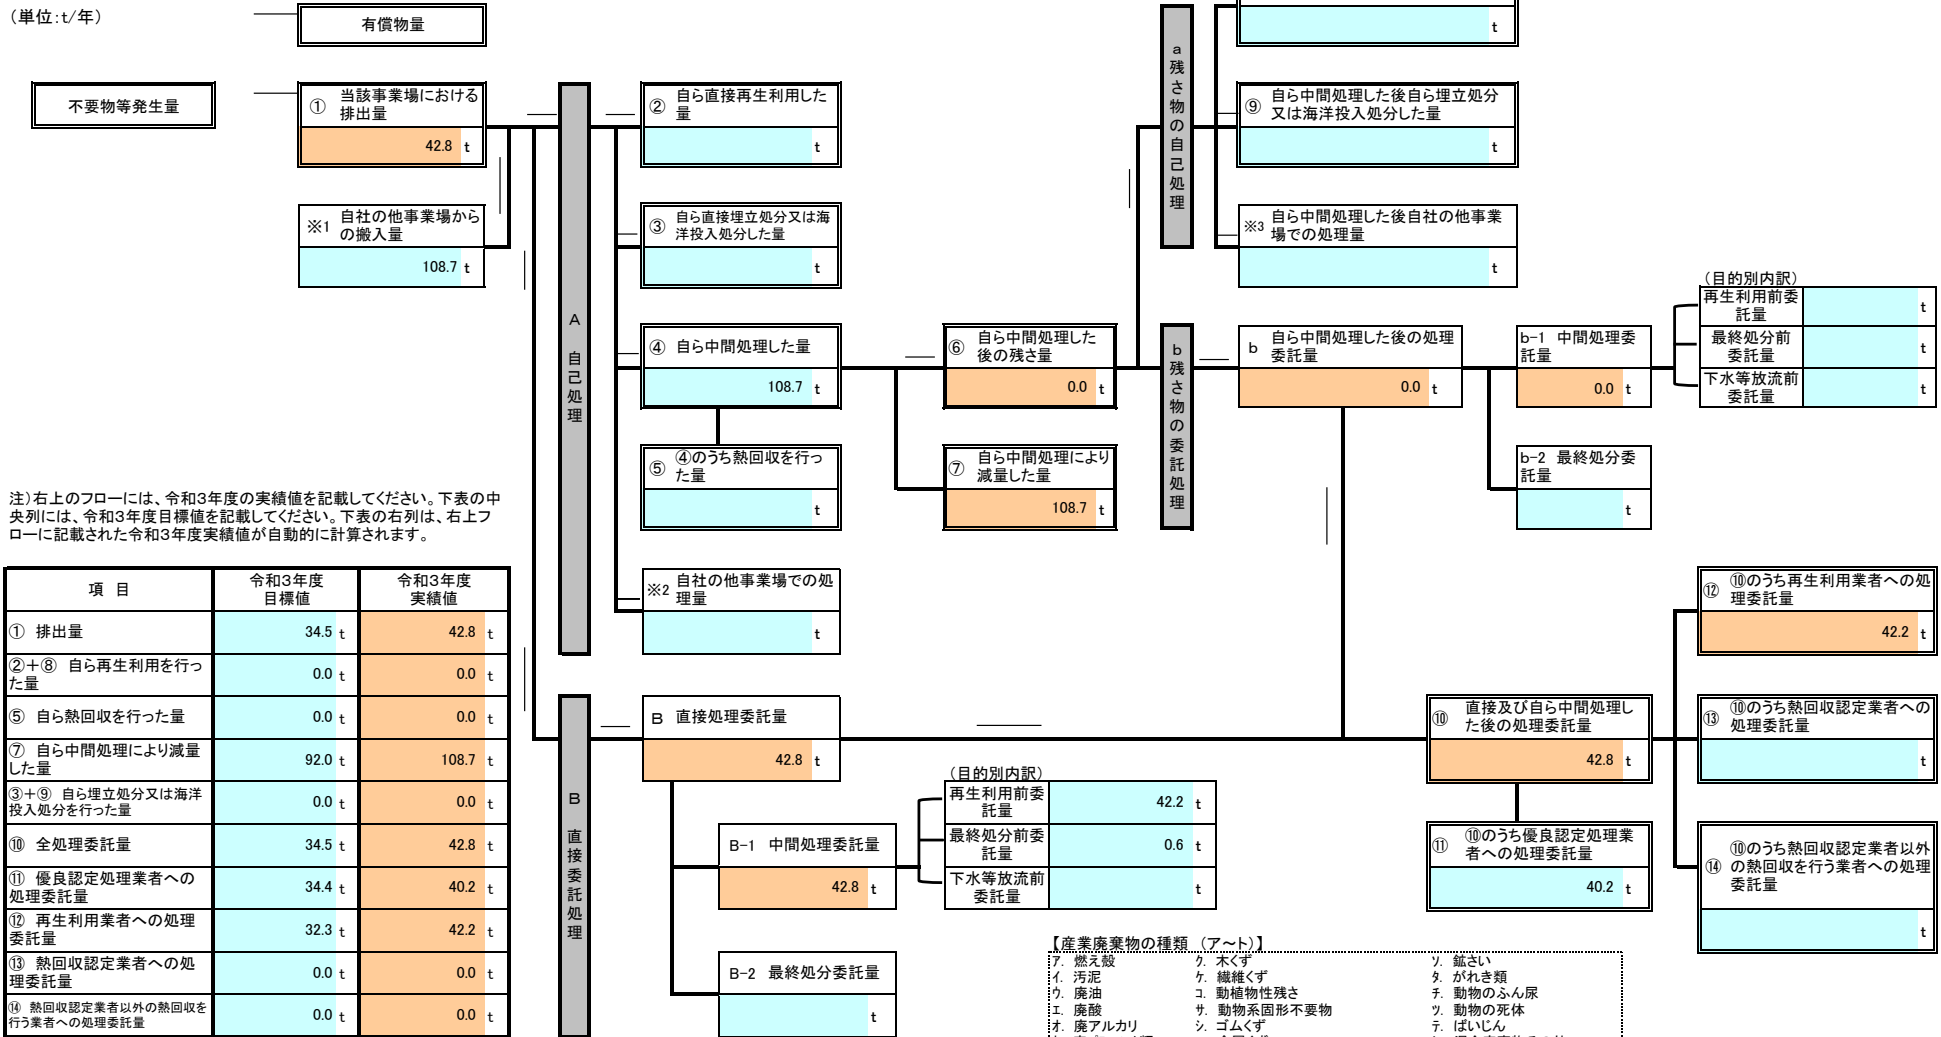 (単位:t/年)
有償物量
t
不要物等発生量
① 当該事業場における
排出量
42.8 t
※1 自社の他事業場から
の搬入量
108.7 t
A 自己処理
② 自ら直接再生利用した
量
t
③ 自ら直接埋立処分又は海
洋投入処分した量
t
④ 自ら中間処理した量
108.7 t
⑤ ④のうち熱回収を行っ
た量
t
※2 自社の他事業場での処
理量
t
⑥ 自ら中間処理した
後の残さ量
0.0 t
⑦ 自ら中間処理により
減量した量
108.7 t
a 残さ物の自己処理
⑨ 自ら中間処理した後自ら埋立処分
又は海洋投入処分した量
t
※3 自ら中間処理した後自社の他事業
場での処理量
t
b 残さ物の委託処理
b 自ら中間処理した後の処理
委託量
0.0 t
b-1 中間処理委
託量
0.0 t
b-2 最終処分委
託量
t
(目的別内訳)
再生利用前委
託量
t
最終処分前
委託量
t
下水等放流前
委託量
t
注)右上のフローには、令和3年度の実績値を記載してください。下表の中
央列には、令和3年度目標値を記載してください。下表の右列は、右上フ
ローに記載された令和3年度実績値が自動的に計算されます。
項 目
令和3年度
目標値
令和3年度
実績値
① 排出量 34.5 t 42.8 t
②+⑧ 自ら再生利用を行っ
た量 0.0 t 0.0 t
⑤ 自ら熱回収を行った量 0.0 t 0.0 t
⑦ 自ら中間処理により減量
した量 92.0 t 108.7 t
③+⑨ 自ら埋立処分又は海洋
投入処分を行った量 0.0 t 0.0 t
⑩ 全処理委託量 34.5 t 42.8 t
⑪ 優良認定処理業者への
処理委託量 34.4 t 40.2 t
⑫ 再生利用業者への処理
委託量 32.3 t 42.2 t
⑬ 熱回収認定業者への処
理委託量 0.0 t 0.0 t
⑭ 熱回収認定業者以外の熱回収を
行う業者への処理委託量 0.0 t 0.0 t
B 直接委託処理
B 直接処理委託量
42.8 t
B-1 中間処理委託量
42.8 t
B-2 最終処分委託量
t
(目的別内訳)
再生利用前委
託量
42.2 t
最終処分前委
託量
0.6 t
下水等放流前
委託量
t
⑩ 直接及び自ら中間処理し
た後の処理委託量
42.8 t
⑪ ⑩のうち優良認定処理業
者への処理委託量
40.2 t
⑫ ⑩のうち再生利用業者への処
理委託量
42.2 t
⑬ ⑩のうち熱回収認定業者への
処理委託量
t
⑭ ⑩のうち熱回収認定業者以外
の熱回収を行う業者への処理
委託量
t
【産業廃棄物の種類 (ア~ト)】
ア. 燃え殻 ク. 木くず ソ. 鉱さい
イ. 汚泥 ケ. 繊維くず タ. がれき類
ウ. 廃油 コ. 動植物性残さ チ. 動物のふん尿
エ. 廃酸 サ. 動物系固形不要物 ツ. 動物の死体
オ. 廃アルカリ シ. ゴムくず テ. ばいじん